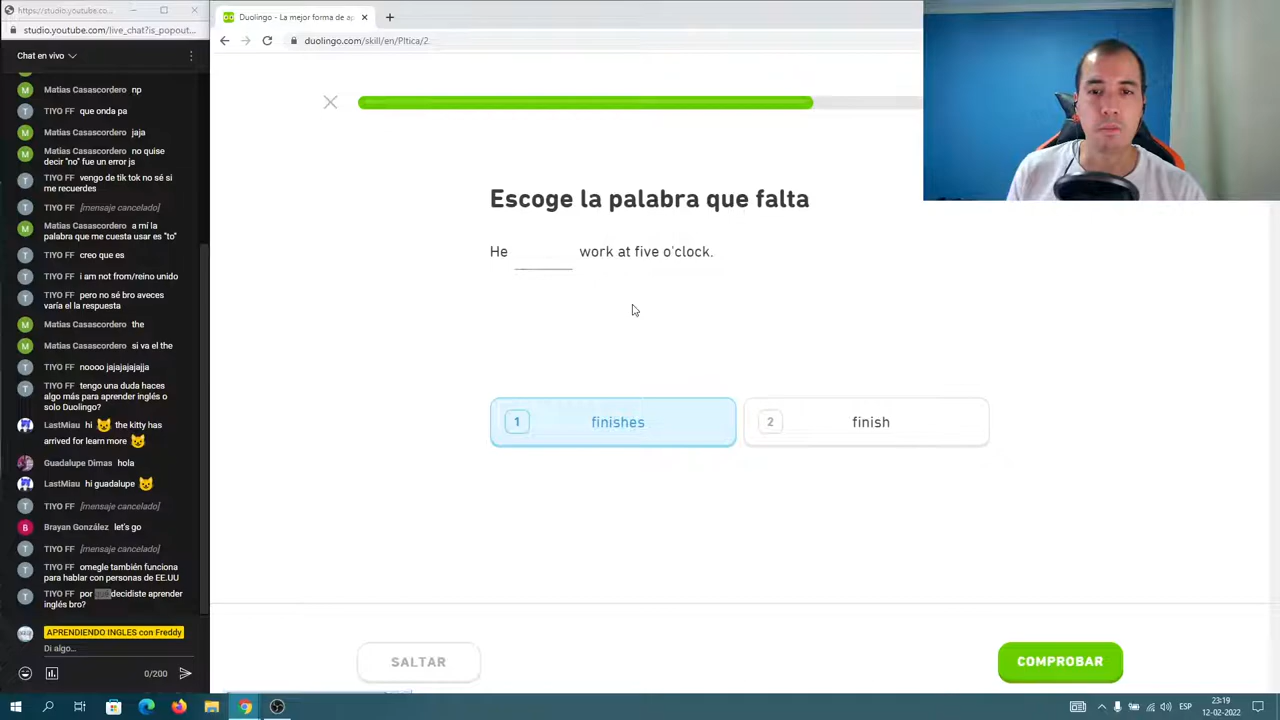 https://studio.youtube.co...
studio.youtube.com/live_chat?is_popout...
Chat en vivo
Matias Casascordero np
TIYO FF que onda pa
Matias Casascordero jaja
Matias Casascordero no quise
decir "no" fue un error js
TIYO FF vengo de tik tok no sé si
me recuerdes
TIYO FF [mensaje cancelado]
Matias Casascordero a mí la
palabra que me cuesta usar es "to"
TIYO FF creo que es
TIYO FF i am not from/reino unido
TIYO FF pero no sé bro aveces
varía el la respuesta
Matias Casascordero the
Matias Casascordero si va el the
TIYO FF noooo jajajajajajja
TIYO FF tengo una duda haces
algo más para aprender inglés o
solo Duolingo?
LastMiau hi the kitty has
arrived for learn more
Guadalupe Dimas hola
LastMiau hi guadalupe
TIYO FF [mensaje cancelado]
Brayan González let's go
TIYO FF [mensaje cancelado]
TIYO FF omegle también funciona
para hablar con personas de EE.UU
TIYO FF por qué decidiste aprender
inglés bro?
APRENDIENDO INGLES con Freddy
Di algo...
0/200
Duolingo - La mejor forma de ap
duolingo.com/skill/en/Pltica/2
Escoge la palabra que falta
He ______ work at five o'clock.
1 finishes
2 finish
SALTAR
COMPROBAR
ESP
23:19
12-02-2022